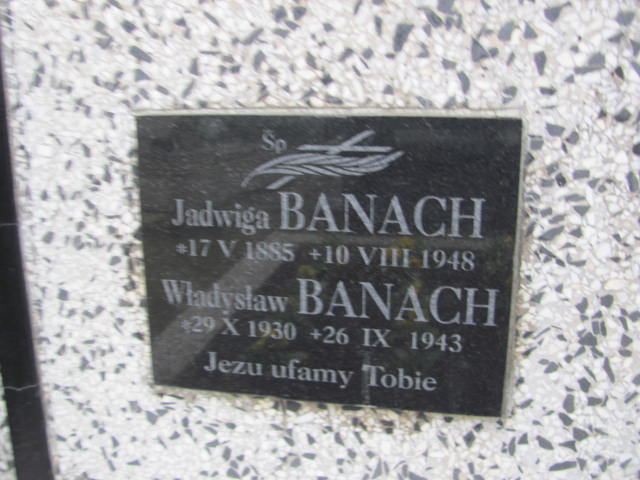 Śp
Jadwiga BANACH
*17 V 1885 +10 VIII 1948
Władysław BANACH
*29 X 1930 +26 IX 1943
Jezu ufamy Tobie